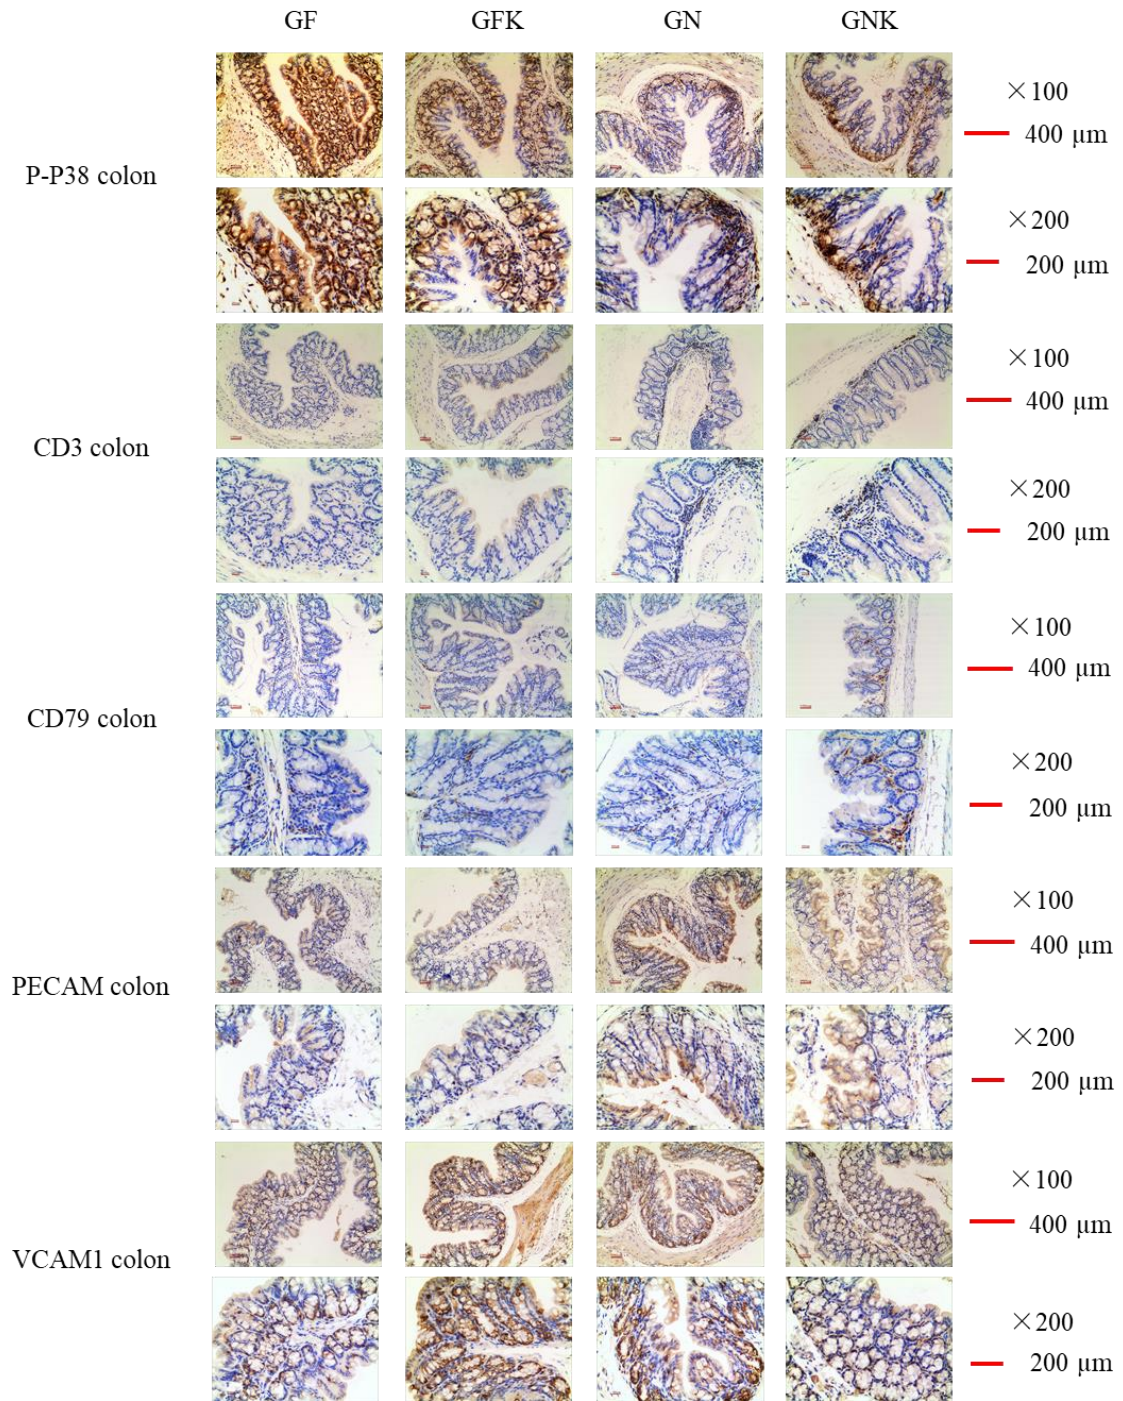 GF GFK GN GNK
×100
400 µm
P-P38 colon
×200
200 µm
×100
400 µm
CD3 colon
×200
200 µm
×100
400 µm
CD79 colon
×200
200 µm
×100
400 µm
PECAM colon
×200
200 µm
×100
400 µm
VCAM1 colon
×200
200 µm